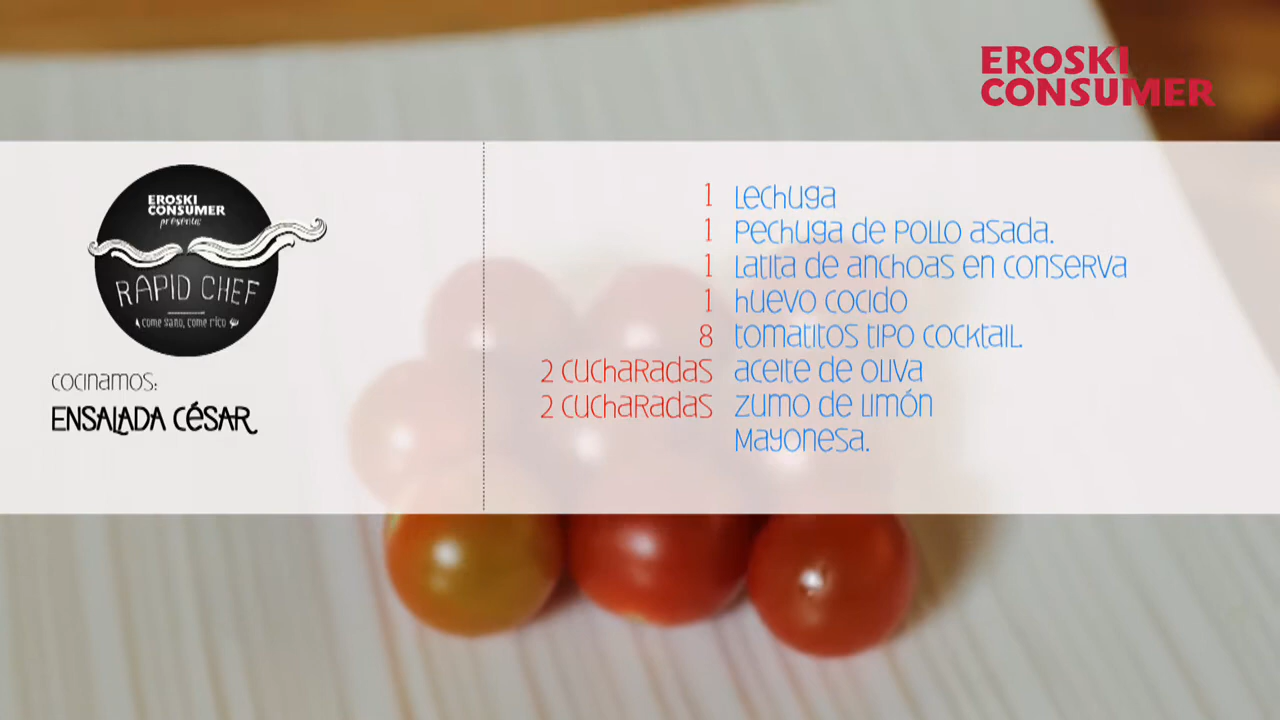 EROSKI
CONSUMER
EROSKI
CONSUMER
presenta:
RAPID CHEF
come sano, come rico
COCINAMOS:
ENSALADA CÉSAR
1 Lechuga
1 Pechuga de pollo asada.
1 Latita de anchoas en conserva
1 huevo cocido
8 tomatitos tipo cocktail.
2 cucharadas aceite de oliva
2 cucharadas zumo de limón
Mayonesa.